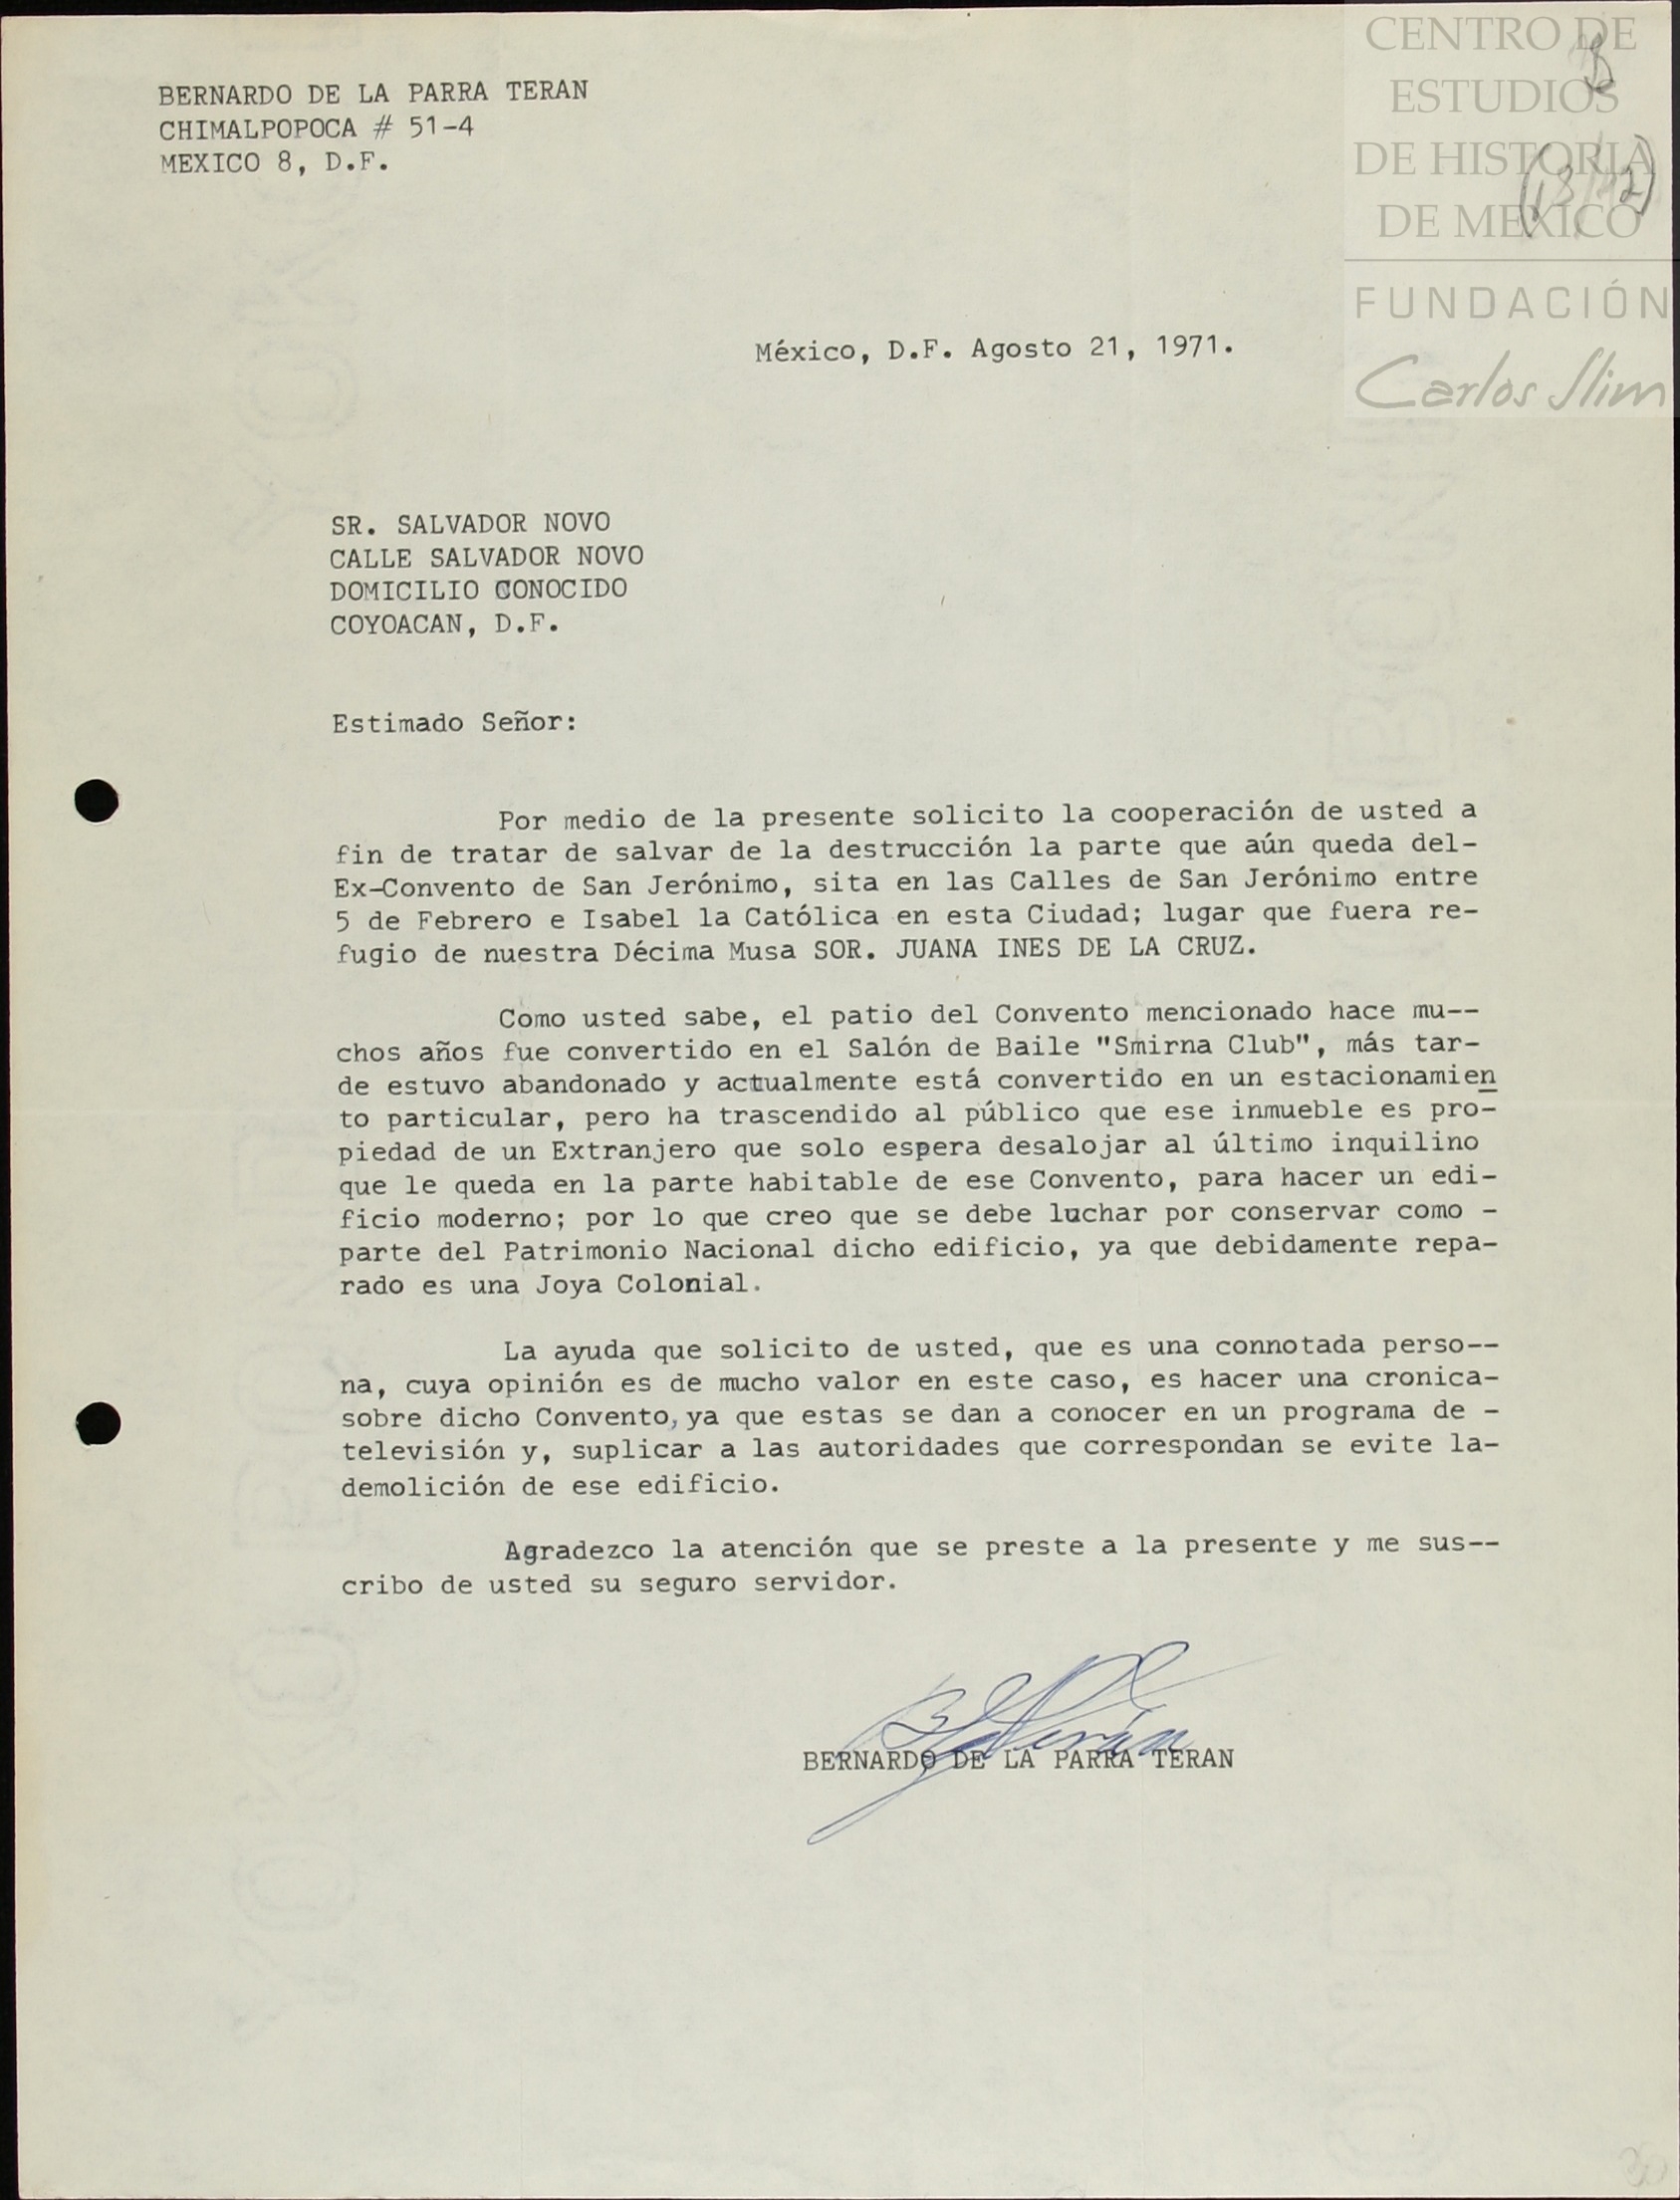 CENTRO DE
ESTUDIOS
DE HISTORIA
DE MEXICO
FUNDACIÓN
Carlos Slim
BERNARDO DE LA PARRA TERAN
CHIMALPOPOCA # 51-4
MEXICO 8, D.F.
México, D.F. Agosto 21, 1971.
SR. SALVADOR NOVO
CALLE SALVADOR NOVO
DOMICILIO CONOCIDO
COYOACAN, D.F.
Estimado Señor:
Por medio de la presente solicito la cooperación de usted a
fin de tratar de salvar de la destrucción la parte que aún queda del-
Ex-Convento de San Jerónimo, sita en las Calles de San Jerónimo entre
5 de Febrero e Isabel la Católica en esta Ciudad; lugar que fuera re-
fugio de nuestra Décima Musa SOR. JUANA INES DE LA CRUZ.
Como usted sabe, el patio del Convento mencionado hace mu--
chos años fue convertido en el Salón de Baile "Smirna Club", más tar-
de estuvo abandonado y actualmente está convertido en un estacionamien
to particular, pero ha trascendido al público que ese inmueble es pro-
piedad de un Extranjero que solo espera desalojar al último inquilino
que le queda en la parte habitable de ese Convento, para hacer un edi-
ficio moderno; por lo que creo que se debe luchar por conservar como -
parte del Patrimonio Nacional dicho edificio, ya que debidamente repa-
rado es una Joya Colonial.
La ayuda que solicito de usted, que es una connotada perso--
na, cuya opinión es de mucho valor en este caso, es hacer una cronica-
sobre dicho Convento, ya que estas se dan a conocer en un programa de -
televisión y, suplicar a las autoridades que correspondan se evite la-
demolición de ese edificio.
Agradezco la atención que se preste a la presente y me sus--
cribo de usted su seguro servidor.
BERNARDO DE LA PARRA TERAN